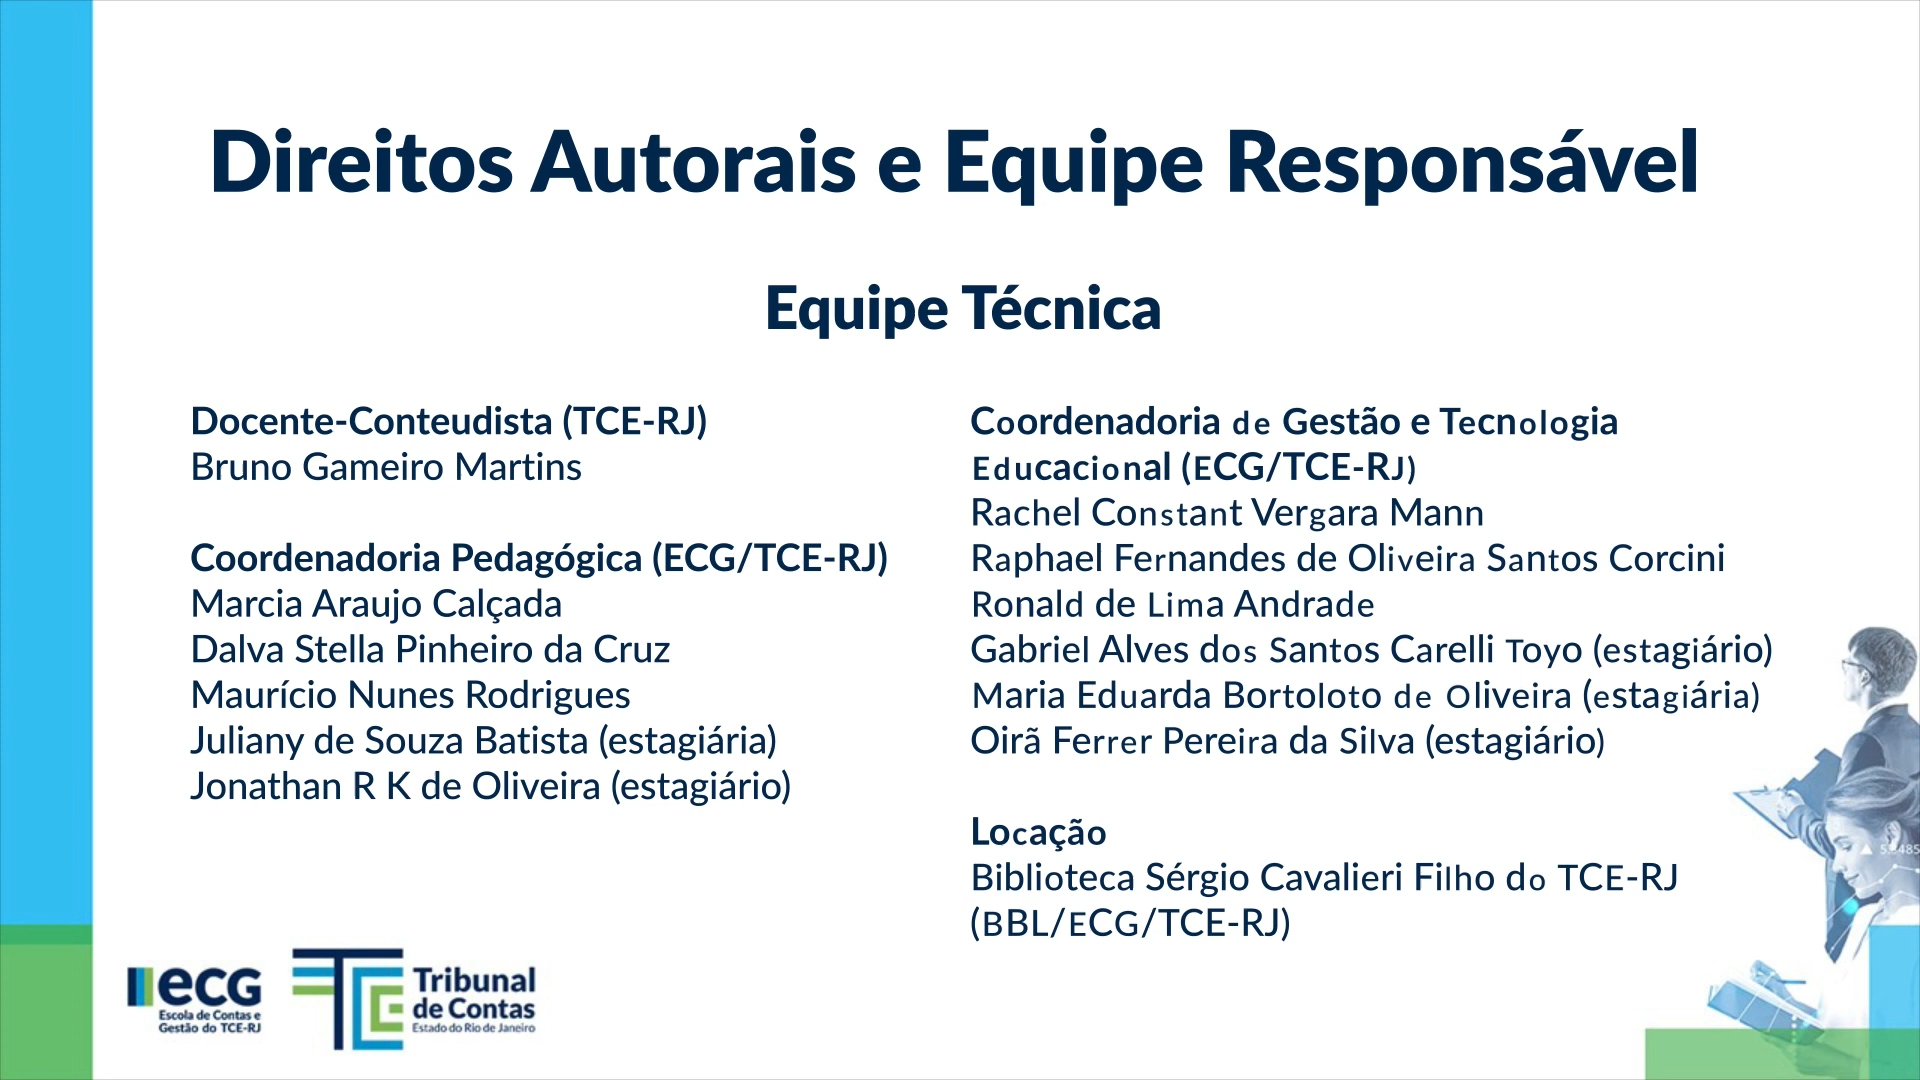 Direitos Autorais e Equipe Responsável
Equipe Técnica
Docente-Conteudista (TCE-RJ)
Bruno Gameiro Martins
Coordenadoria Pedagógica (ECG/TCE-RJ)
Marcia Araujo Calçada
Dalva Stella Pinheiro da Cruz
Maurício Nunes Rodrigues
Juliany de Souza Batista (estagiária)
Jonathan R K de Oliveira (estagiário)
Coordenadoria de Gestão e Tecnologia
Educacional (ECG/TCE-RJ)
Rachel Constant Vergara Mann
Raphael Fernandes de Oliveira Santos Corcini
Ronald de Lima Andrade
Gabriel Alves dos Santos Carelli Toyo (estagiário)
Maria Eduarda Bortoloto de Oliveira (estagiária)
Oirã Ferrer Pereira da Silva (estagiário)
Locação
Biblioteca Sérgio Cavalieri Filho do TCE-RJ
(BBL/ECG/TCE-RJ)
ecg
Escola de Contas e
Gestão do TCE-RJ
TCE
Tribunal
de Contas
Estado do Rio de Janeiro